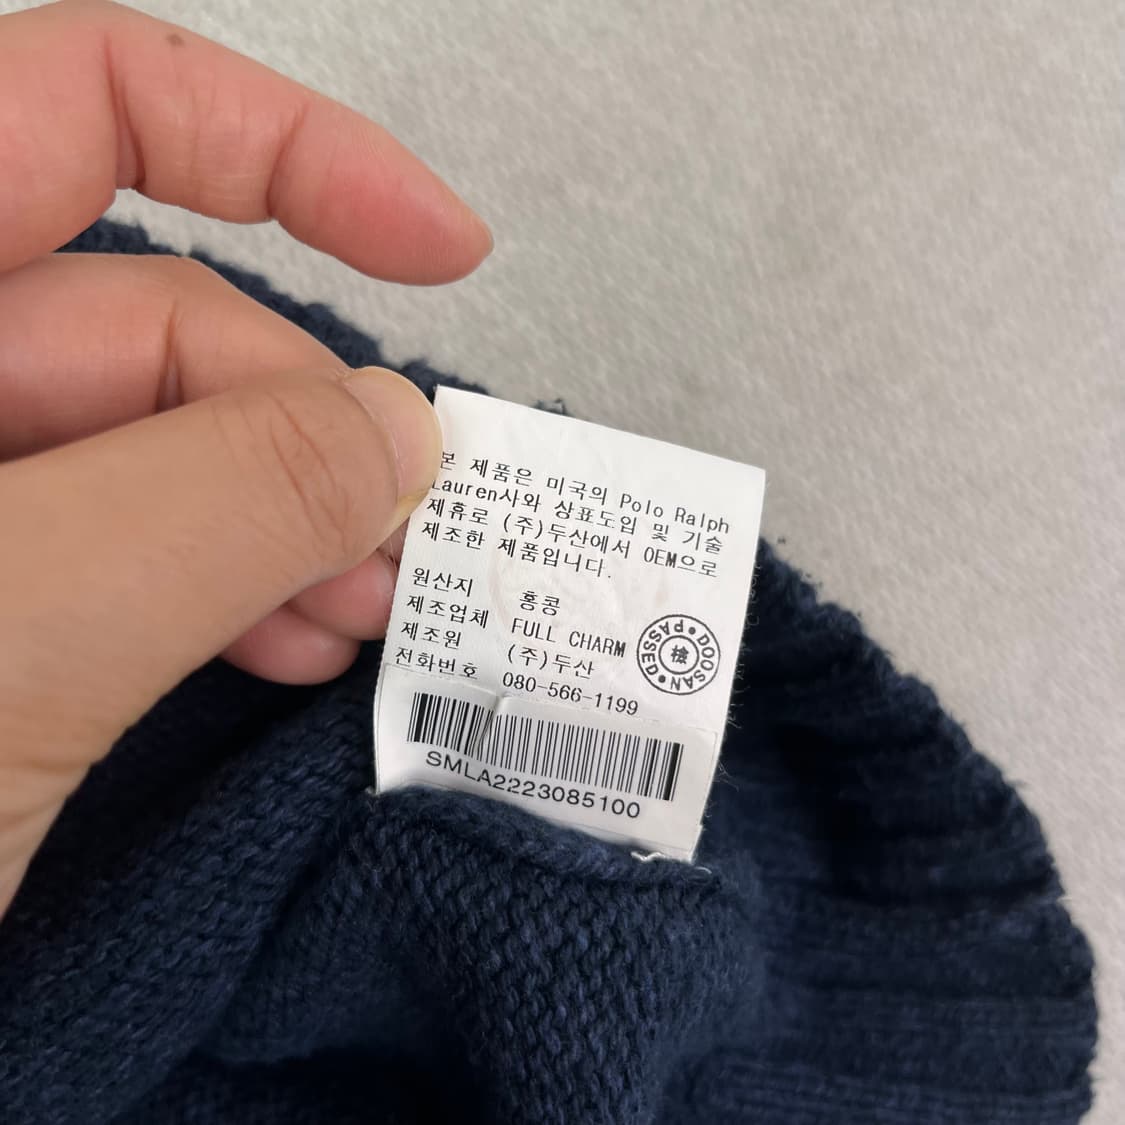 본 제품은 미국의 Polo Ralph
Lauren사와 상표도입 및 기술
제휴로 (주)두산에서 OEM으로
제조한 제품입니다.
원산지 홍콩
제조업체 FULL CHARM
제조원 (주)두산
전화번호 080-566-1199
DOOSAN • PASSED •
檢
SMLA2223085100